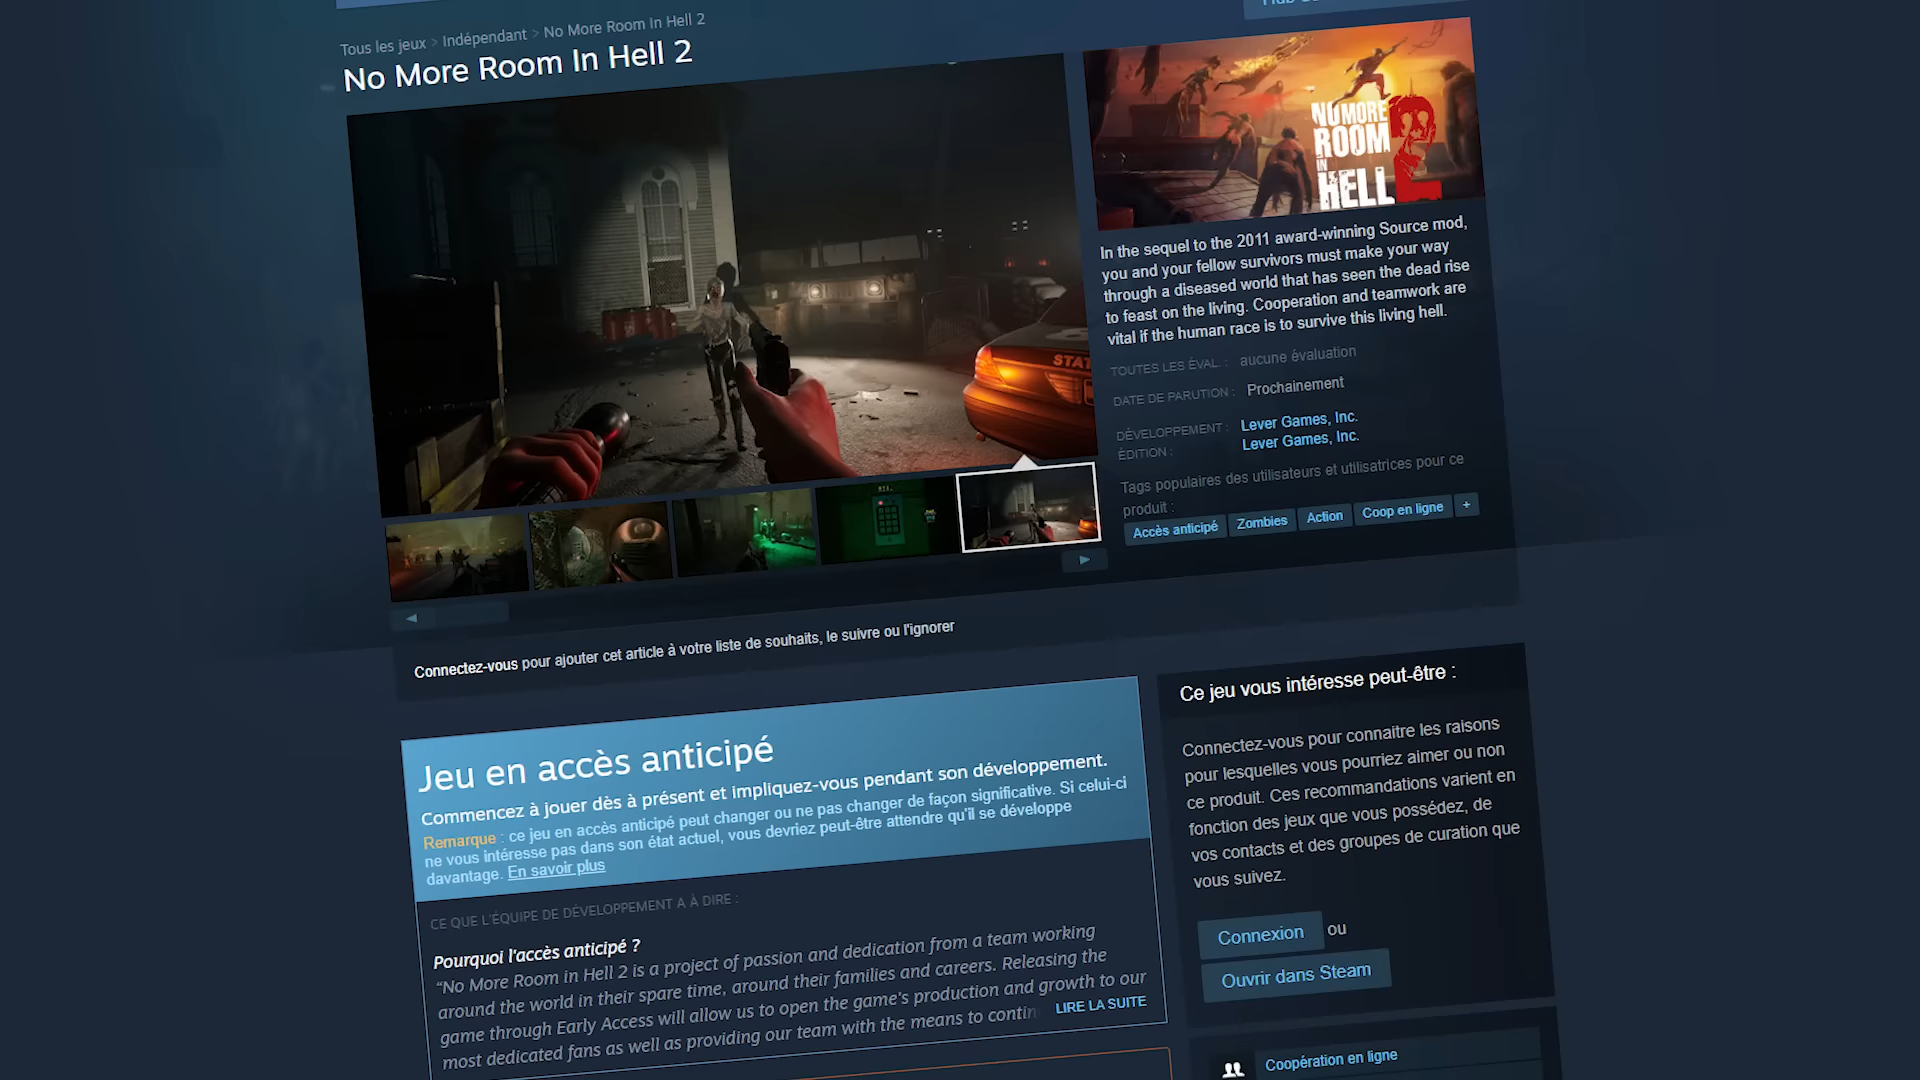 Tous les jeux > Indépendant > No More Room In Hell 2
No More Room In Hell 2
NO MORE
ROOM
IN
HELL
2
STAT
In the sequel to the 2011 award-winning Source mod,
you and your fellow survivors must make your way
through a diseased world that has seen the dead rise
to feast on the living. Cooperation and teamwork are
vital if the human race is to survive this living hell.
TOUTES LES ÉVAL. : aucune évaluation
DATE DE PARUTION : Prochainement
DÉVELOPPEMENT : Lever Games, Inc.
ÉDITION : Lever Games, Inc.
Tags populaires des utilisateurs et utilisatrices pour ce
produit :
Accès anticipé Zombies Action Coop en ligne +
Connectez-vous pour ajouter cet article à votre liste de souhaits, le suivre ou l'ignorer
Jeu en accès anticipé
Commencez à jouer dès à présent et impliquez-vous pendant son développement.
Remarque : ce jeu en accès anticipé peut changer ou ne pas changer de façon significative. Si celui-ci
ne vous intéresse pas dans son état actuel, vous devriez peut-être attendre qu'il se développe
davantage. En savoir plus
CE QUE L'ÉQUIPE DE DÉVELOPPEMENT A À DIRE :
Pourquoi l'accès anticipé ?
“No More Room in Hell 2 is a project of passion and dedication from a team working
around the world in their spare time, around their families and careers. Releasing the
game through Early Access will allow us to open the game's production and growth to our
most dedicated fans as well as providing our team with the means to contin
LIRE LA SUITE
Ce jeu vous intéresse peut-être :
Connectez-vous pour connaitre les raisons
pour lesquelles vous pourriez aimer ou non
ce produit. Ces recommandations varient en
fonction des jeux que vous possédez, de
vos contacts et des groupes de curation que
vous suivez.
Connexion ou
Ouvrir dans Steam
Coopération en ligne